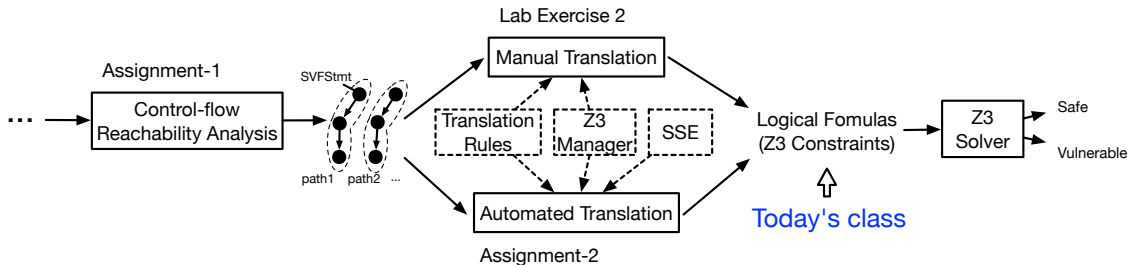 Lab Exercise 2
Manual Translation
Assignment-1
SVFStmt
Control-flow
Reachability Analysis
...
path1 path2 ...
Translation
Rules
Z3
Manager
SSE
Logical Fomulas
(Z3 Constraints)
Z3
Solver
Safe
Vulnerable
Today's class
Automated Translation
Assignment-2